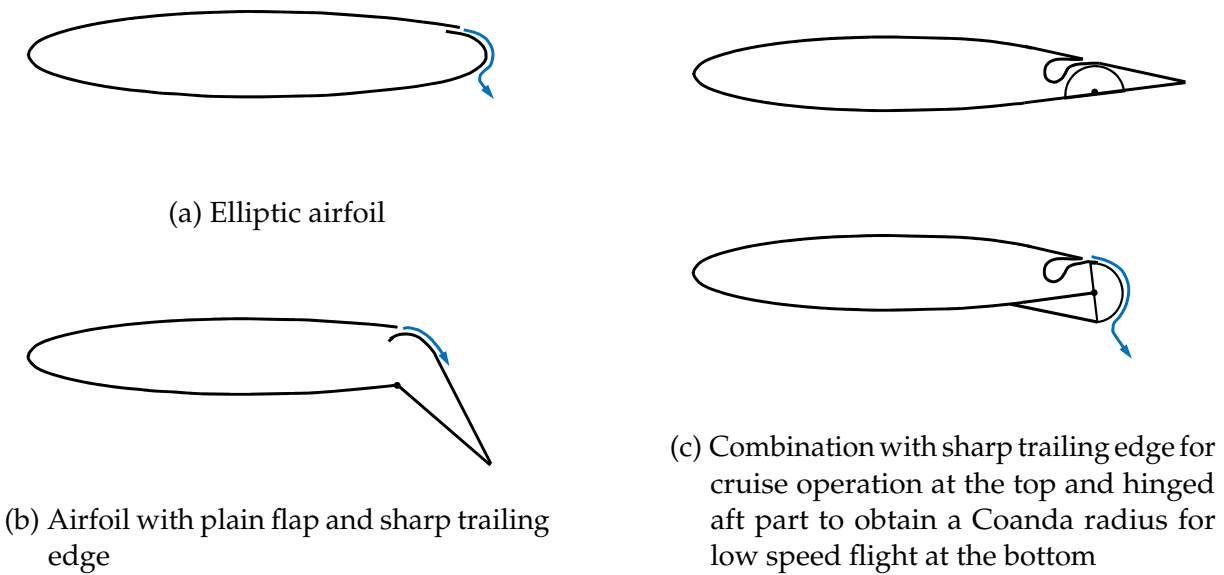 (a) Elliptic airfoil
(b) Airfoil with plain flap and sharp trailing
edge
(c) Combination with sharp trailing edge for
cruise operation at the top and hinged
aft part to obtain a Coanda radius for
low speed flight at the bottom